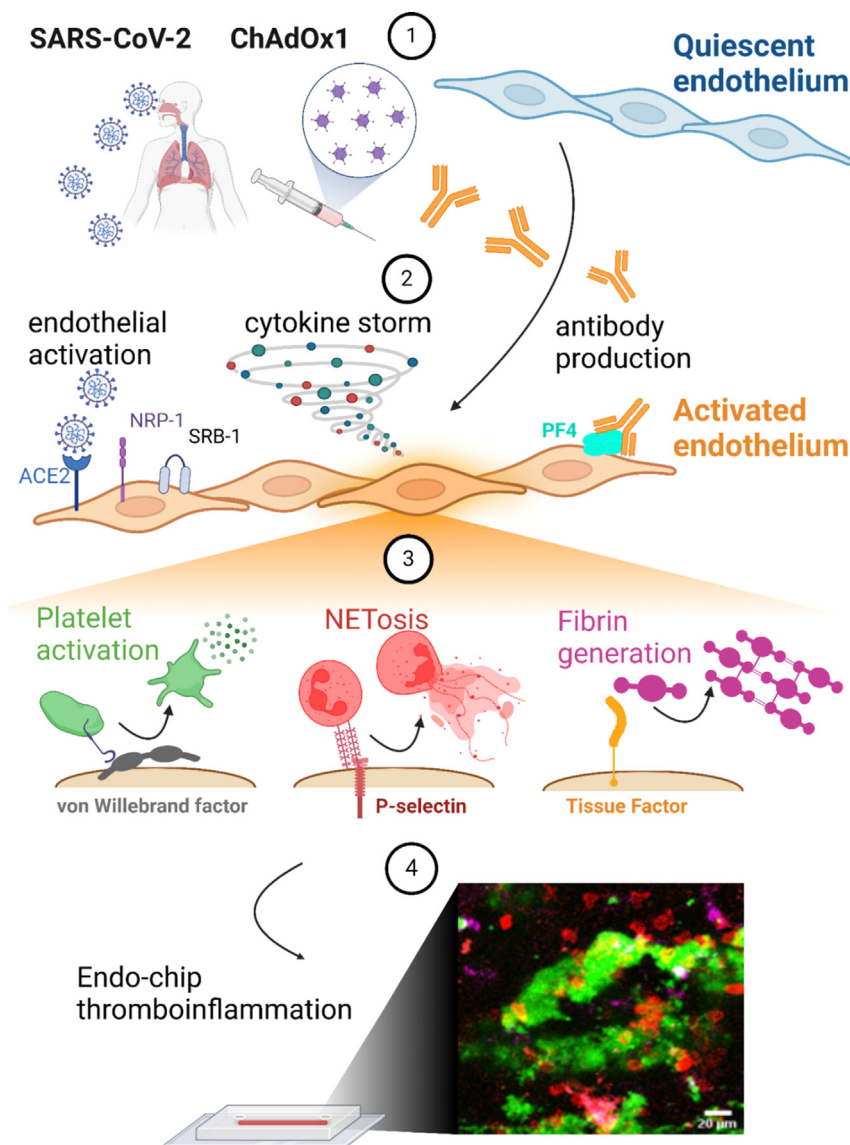 SARS-CoV-2
ChAdOx1
1
Quiescent
endothelium
2
endothelial
activation
cytokine storm
antibody
production
NRP-1
SRB-1
ACE2
PF4
Activated
endothelium
3
Platelet
activation
NETosis
Fibrin
generation
von Willebrand factor
P-selectin
Tissue Factor
4
Endo-chip
thromboinflammation
20 μm